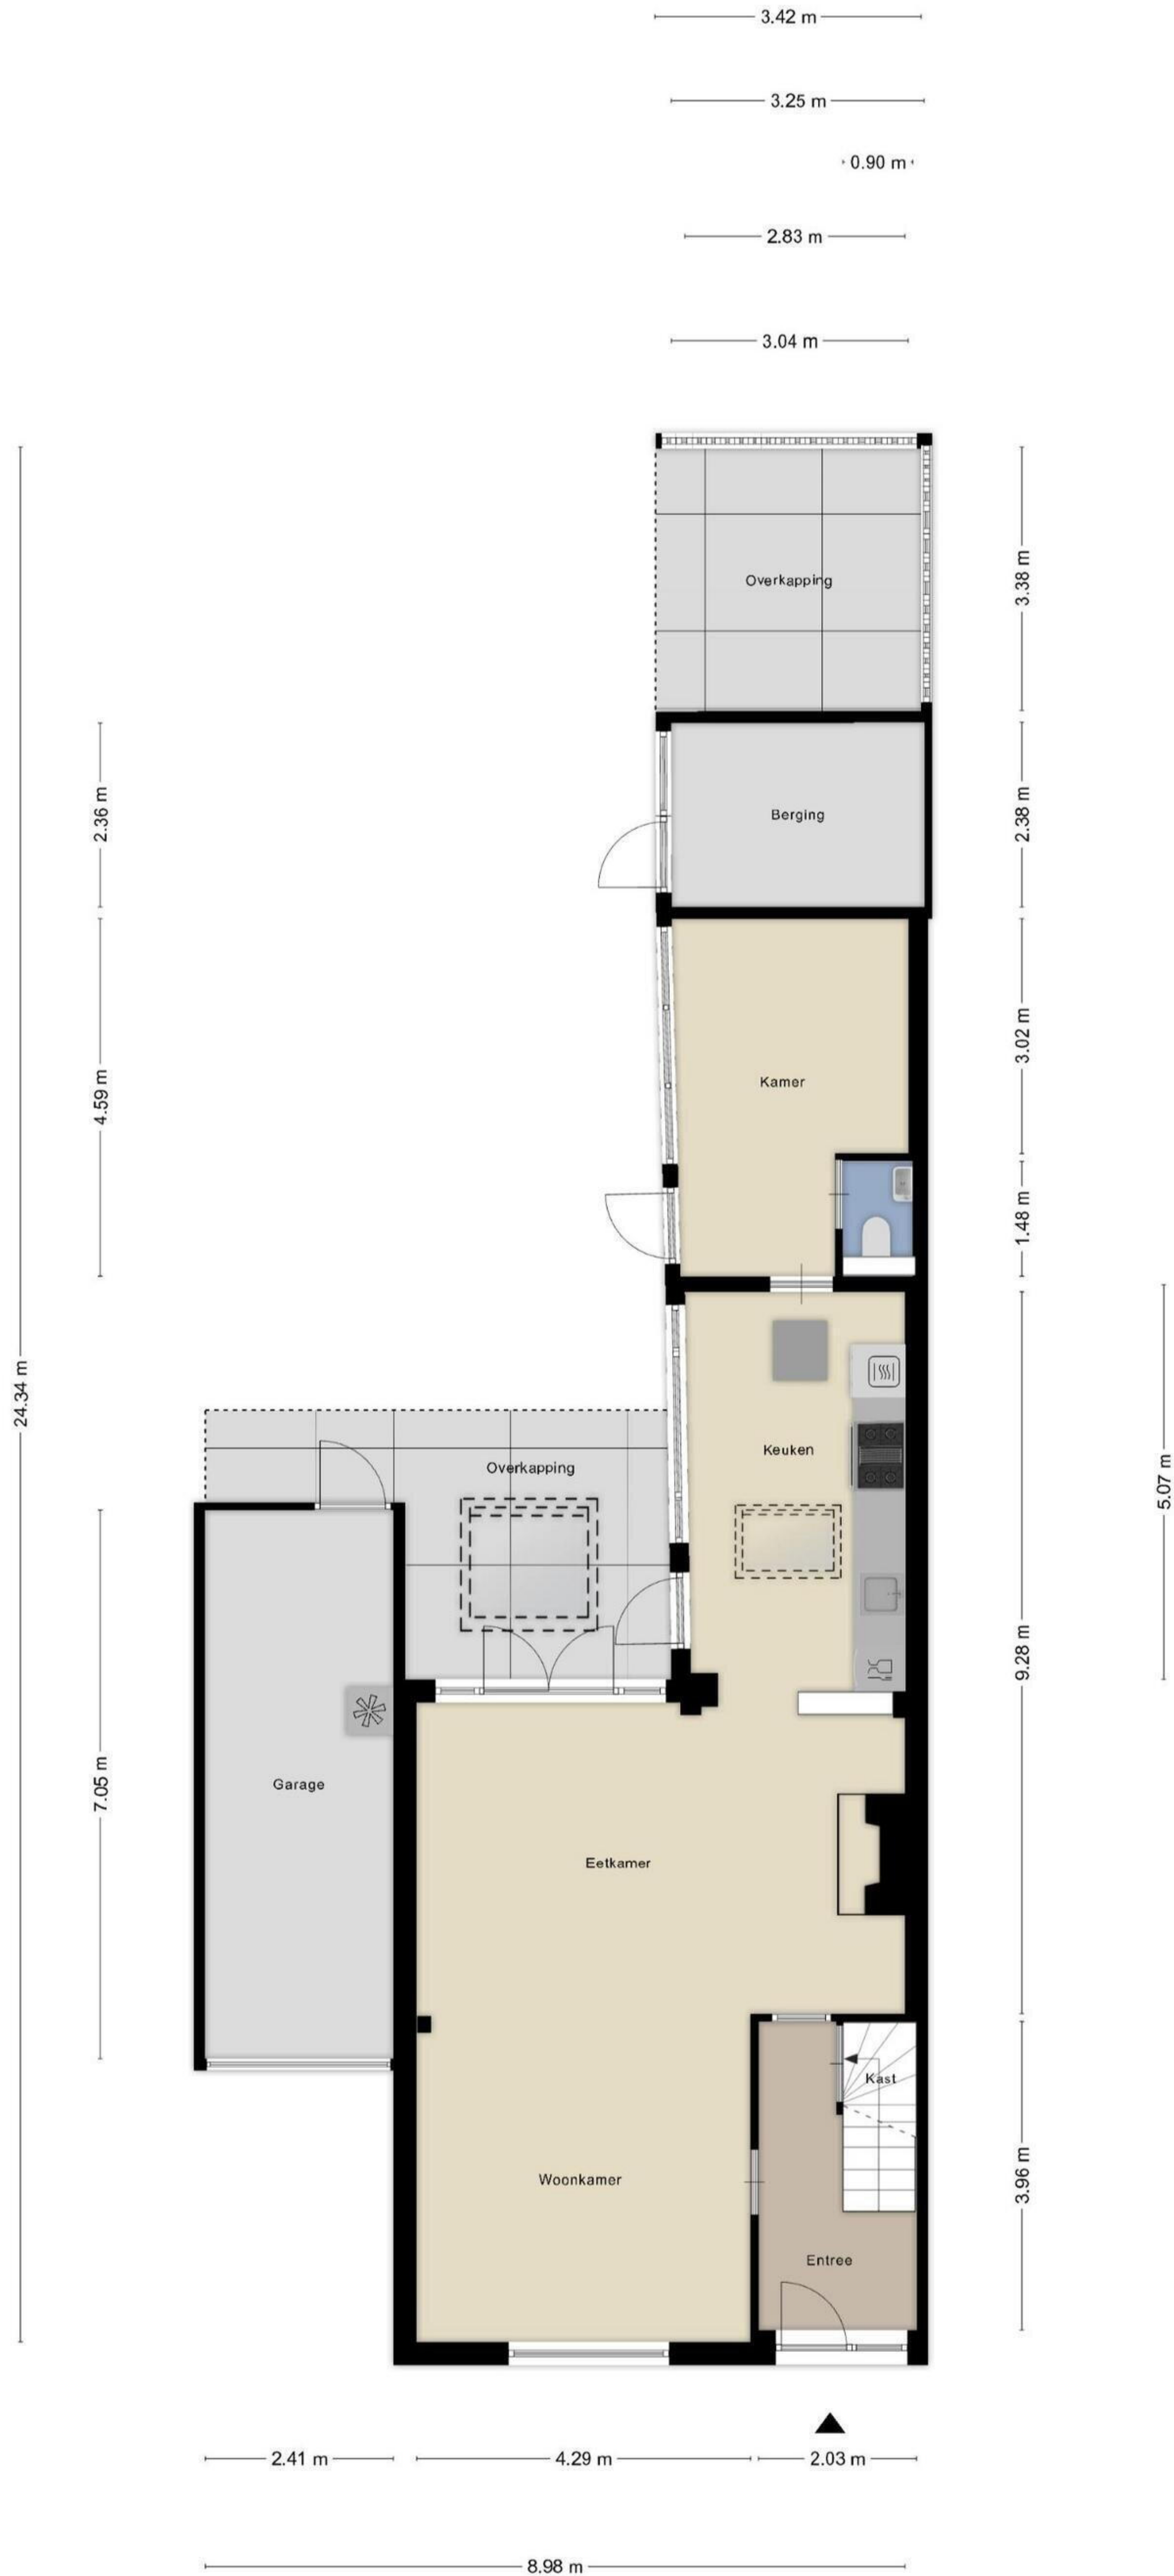 3.42 m
3.25 m
0.90 m
2.83 m
3.04 m
Overkapping
3.38 m
2.36 m
Berging
2.38 m
4.59 m
Kamer
3.02 m
1.48 m
24.34 m
Keuken
Overkapping
5.07 m
9.28 m
Garage
7.05 m
Eetkamer
Kast
Woonkamer
3.96 m
Entree
2.41 m
4.29 m
2.03 m
8.98 m